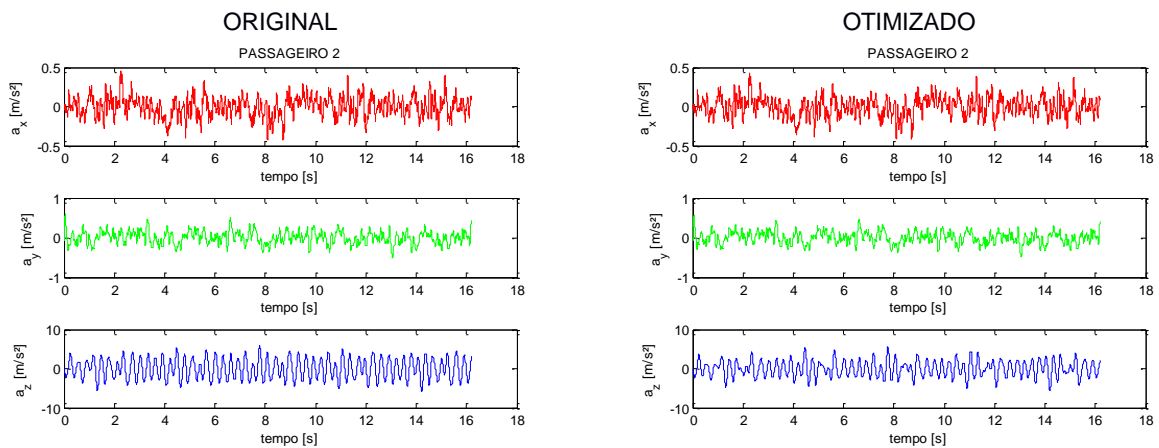 ORIGINAL
PASSAGEIRO 2
0.5
0
-0.5
a_x [m/s²]
0 2 4 6 8 10 12 14 16 18
tempo [s]
1
0
-1
a_y [m/s²]
0 2 4 6 8 10 12 14 16 18
tempo [s]
10
0
-10
a_z [m/s²]
0 2 4 6 8 10 12 14 16 18
tempo [s]
OTIMIZADO
PASSAGEIRO 2
0.5
0
-0.5
a_x [m/s²]
0 2 4 6 8 10 12 14 16 18
tempo [s]
1
0
-1
a_y [m/s²]
0 2 4 6 8 10 12 14 16 18
tempo [s]
10
0
-10
a_z [m/s²]
0 2 4 6 8 10 12 14 16 18
tempo [s]